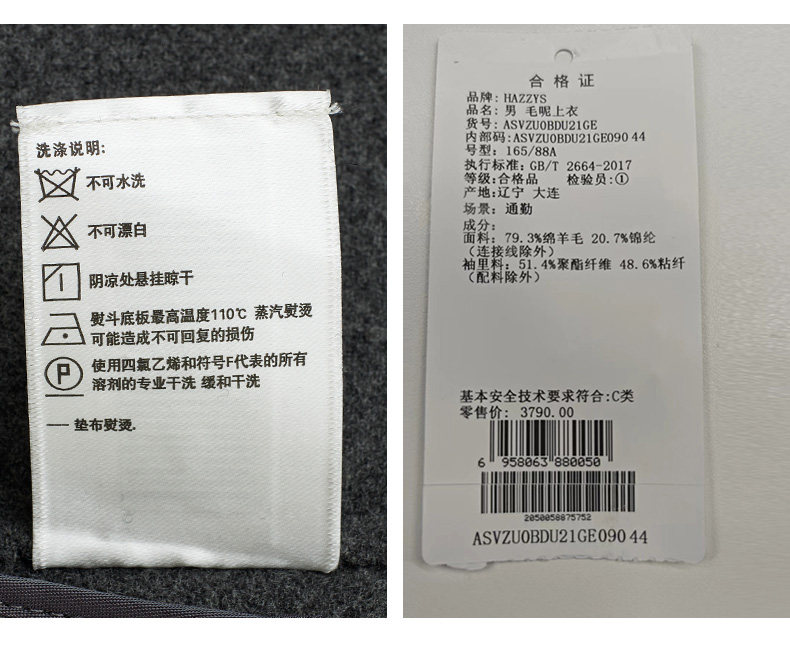 洗涤说明:
不可水洗
不可漂白
阴凉处悬挂晾干
熨斗底板最高温度110℃ 蒸汽熨烫
可能造成不可回复的损伤
P
使用四氯乙烯和符号F代表的所有
溶剂的专业干洗 缓和干洗
垫布熨烫.
合格证
品牌: HAZZYS
品名: 男 毛呢上衣
货号: ASVZU0BDU21GE
内部码: ASVZU0BDU21GE090 44
号型: 165/88A
执行标准: GB/T 2664-2017
等级:合格品 检验员:①
产地:辽宁 大连
场景: 通勤
成分:
面料: 79.3%绵羊毛 20.7%锦纶
(连接线除外)
袖里料: 51.4%聚酯纤维 48.6%粘纤
(配料除外)
基本安全技术要求符合:C类
零售价: 3790.00
6 958063 880050
2050058875752
ASVZU0BDU21GE090 44